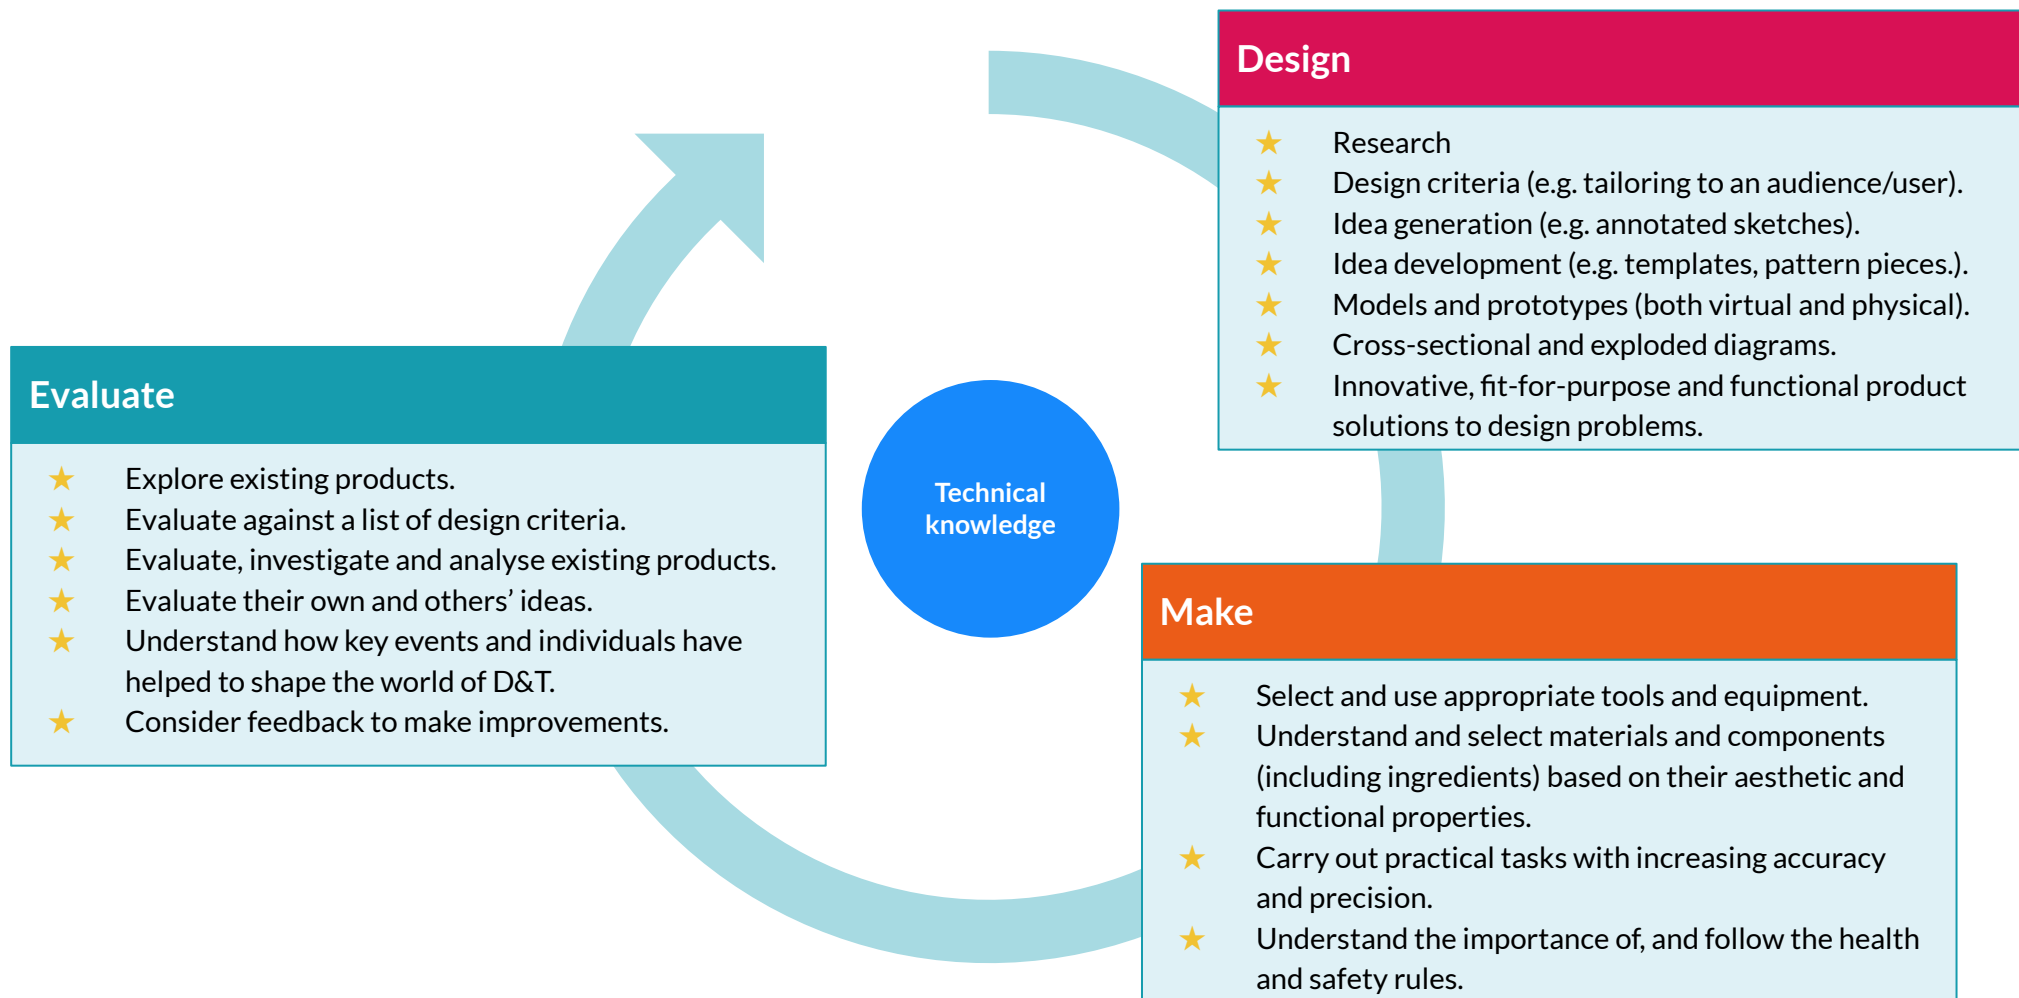 Design
★ Research
★ Design criteria (e.g. tailoring to an audience/user).
★ Idea generation (e.g. annotated sketches).
★ Idea development (e.g. templates, pattern pieces.).
★ Models and prototypes (both virtual and physical).
★ Cross-sectional and exploded diagrams.
★ Innovative, fit-for-purpose and functional product
solutions to design problems.
Evaluate
★ Explore existing products.
★ Evaluate against a list of design criteria.
★ Evaluate, investigate and analyse existing products.
★ Evaluate their own and others’ ideas.
★ Understand how key events and individuals have
helped to shape the world of D&T.
★ Consider feedback to make improvements.
Technical
knowledge
Make
★ Select and use appropriate tools and equipment.
★ Understand and select materials and components
(including ingredients) based on their aesthetic and
functional properties.
★ Carry out practical tasks with increasing accuracy
and precision.
★ Understand the importance of, and follow the health
and safety rules.